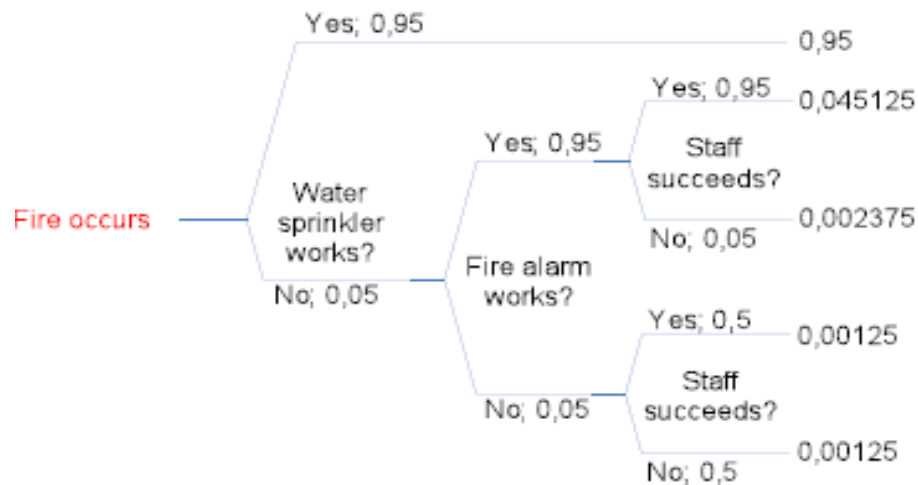 Yes; 0,95
0,95
Yes; 0,95
0,045125
Yes; 0,95
Staff
succeeds?
Water
sprinkler
works?
Fire occurs
0,002375
No; 0,05
Fire alarm
works?
No; 0,05
Yes; 0,5
0,00125
Staff
succeeds?
No; 0,05
0,00125
No; 0,5